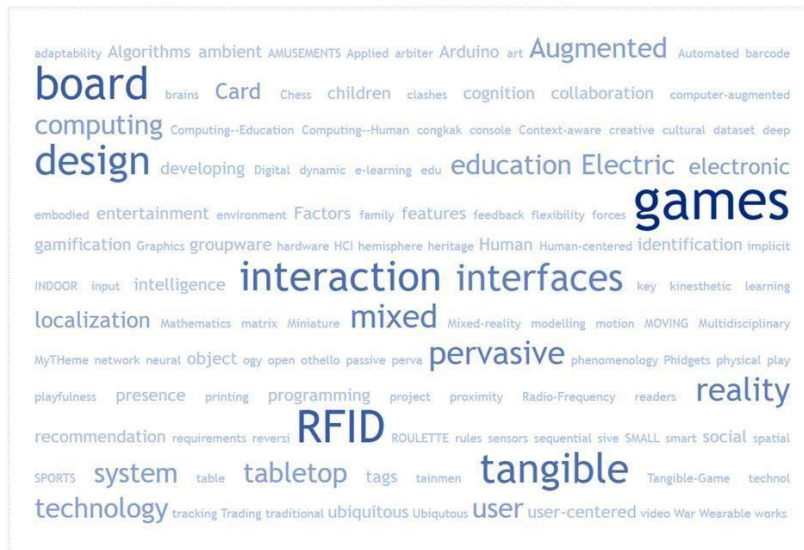 adaptability Algorithms ambient AMUSEMENTS Applied arbiter Arduino art Augmented Automated barcode
board brains Card Chess children clashes cognition collaboration computer-augmented
computing Computing--Education Computing--Human congkak console Context-aware creative cultural dataset deep
design developing Digital dynamic e-learning edu education Electric electronic
embodied entertainment environment Factors family features feedback flexibility forces games
gamification Graphics groupware hardware HCI hemisphere heritage Human Human-centered identification implicit
INDOOR input intelligence interaction interfaces key kinesthetic learning
localization Mathematics matrix Miniature mixed Mixed-reality modelling motion MOVING Multidisciplinary
MyTHeme network neural object ogy open othello passive perva pervasive phenomenology Phidgets physical play
playfulness presence printing programming project proximity Radio-Frequency readers reality
recommendation requirements reversi RFID ROULETTE rules sensors sequential sive SMALL smart social spatial
SPORTS system table tabletop tags tainmen tangible Tangible-Game technol
technology tracking Trading traditional ubiquitous Ubiqutous user user-centered video War Wearable works